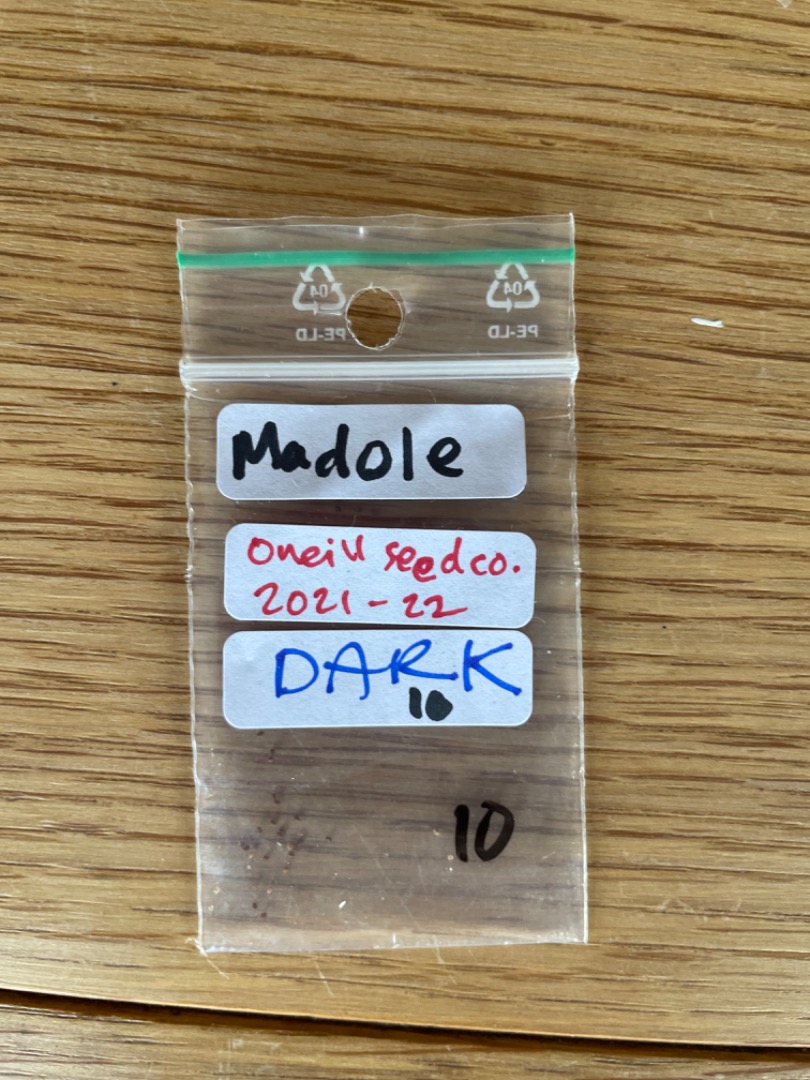 04 04
PE-LD PE-LD
Madole
Oneill seed co.
2021-22
DARK
10
10